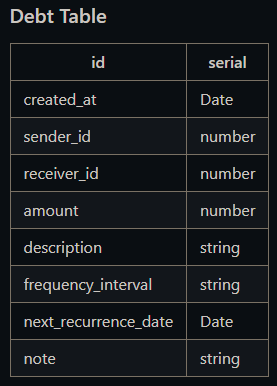 Debt Table
id serial
created_at Date
sender_id number
receiver_id number
amount number
description string
frequency_interval string
next_recurrence_date Date
note string